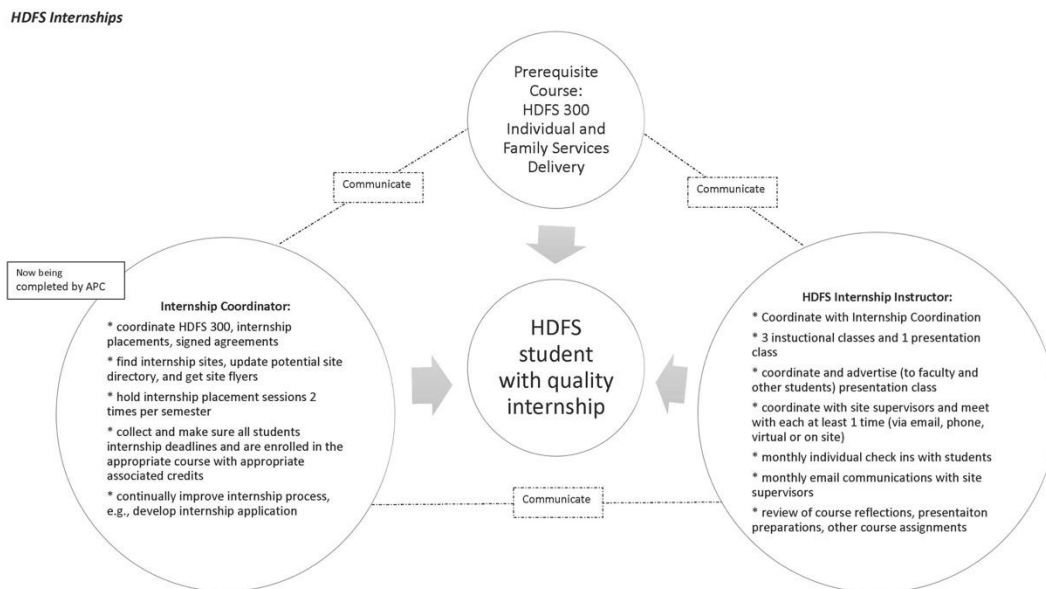 HDFS Internships
Prerequisite
Course:
HDFS 300
Individual and
Family Services
Delivery
Communicate
Communicate
Now being
completed by APC
Internship Coordinator:
* coordinate HDFS 300, internship
placements, signed agreements
* find internship sites, update potential site
directory, and get site flyers
* hold internship placement sessions 2
times per semester
* collect and make sure all students
internship deadlines and are enrolled in the
appropriate course with appropriate
associated credits
* continually improve internship process,
e.g., develop internship application
HDFS
student
with quality
internship
HDFS Internship Instructor:
* Coordinate with Internship Coordination
* 3 instuctional classes and 1 presentation
class
* coordinate and advertise (to faculty and
other students) presentation class
* coordinate with site supervisors and meet
with each at least 1 time (via email, phone,
virtual or on site)
* monthly individual check ins with students
* monthly email communications with site
supervisors
* review of course reflections, presentaiton
preparations, other course assignments
Communicate